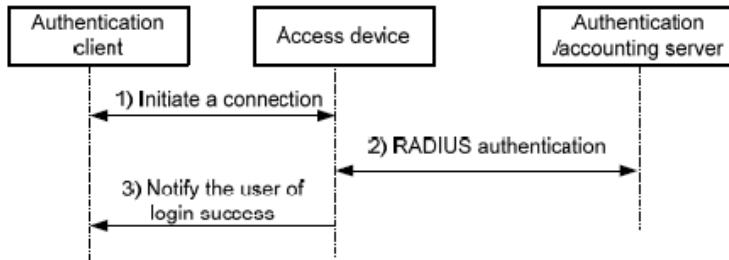 Authentication
client
Access device
Authentication
/accounting server
1) Initiate a connection
2) RADIUS authentication
3) Notify the user of
login success